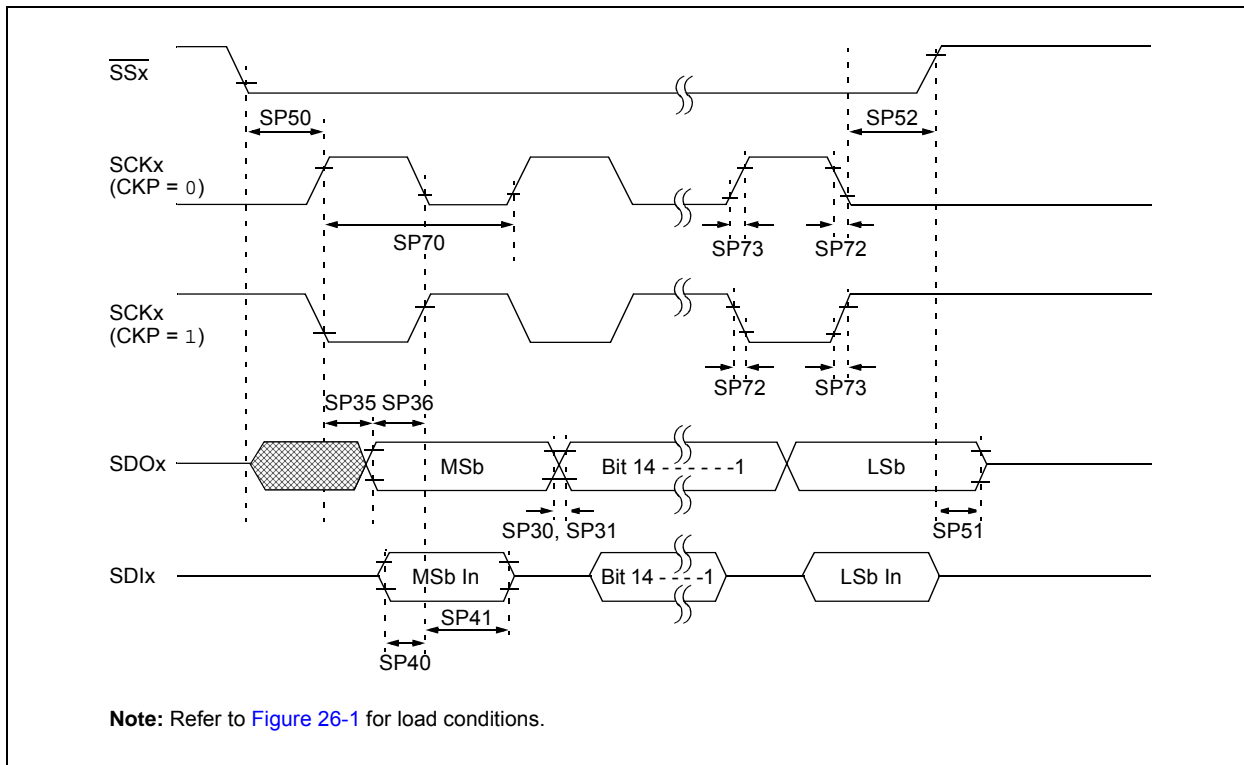 SSx
SP50
SP52
SCKx
(CKP = 0)
SP70
SP73
SP72
SCKx
(CKP = 1)
SP72
SP73
SP35 SP36
SDOx
MSb
Bit 14 - - - - - - -1
LSb
SP30, SP31
SP51
SDIx
MSb In
Bit 14 - - - - -1
LSb In
SP41
SP40
Note: Refer to Figure 26-1 for load conditions.